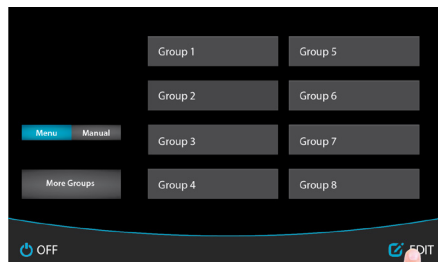 Group 1 Group 5
Group 2 Group 6
Menu Manual
Group 3 Group 7
More Groups
Group 4 Group 8
OFF
EDIT